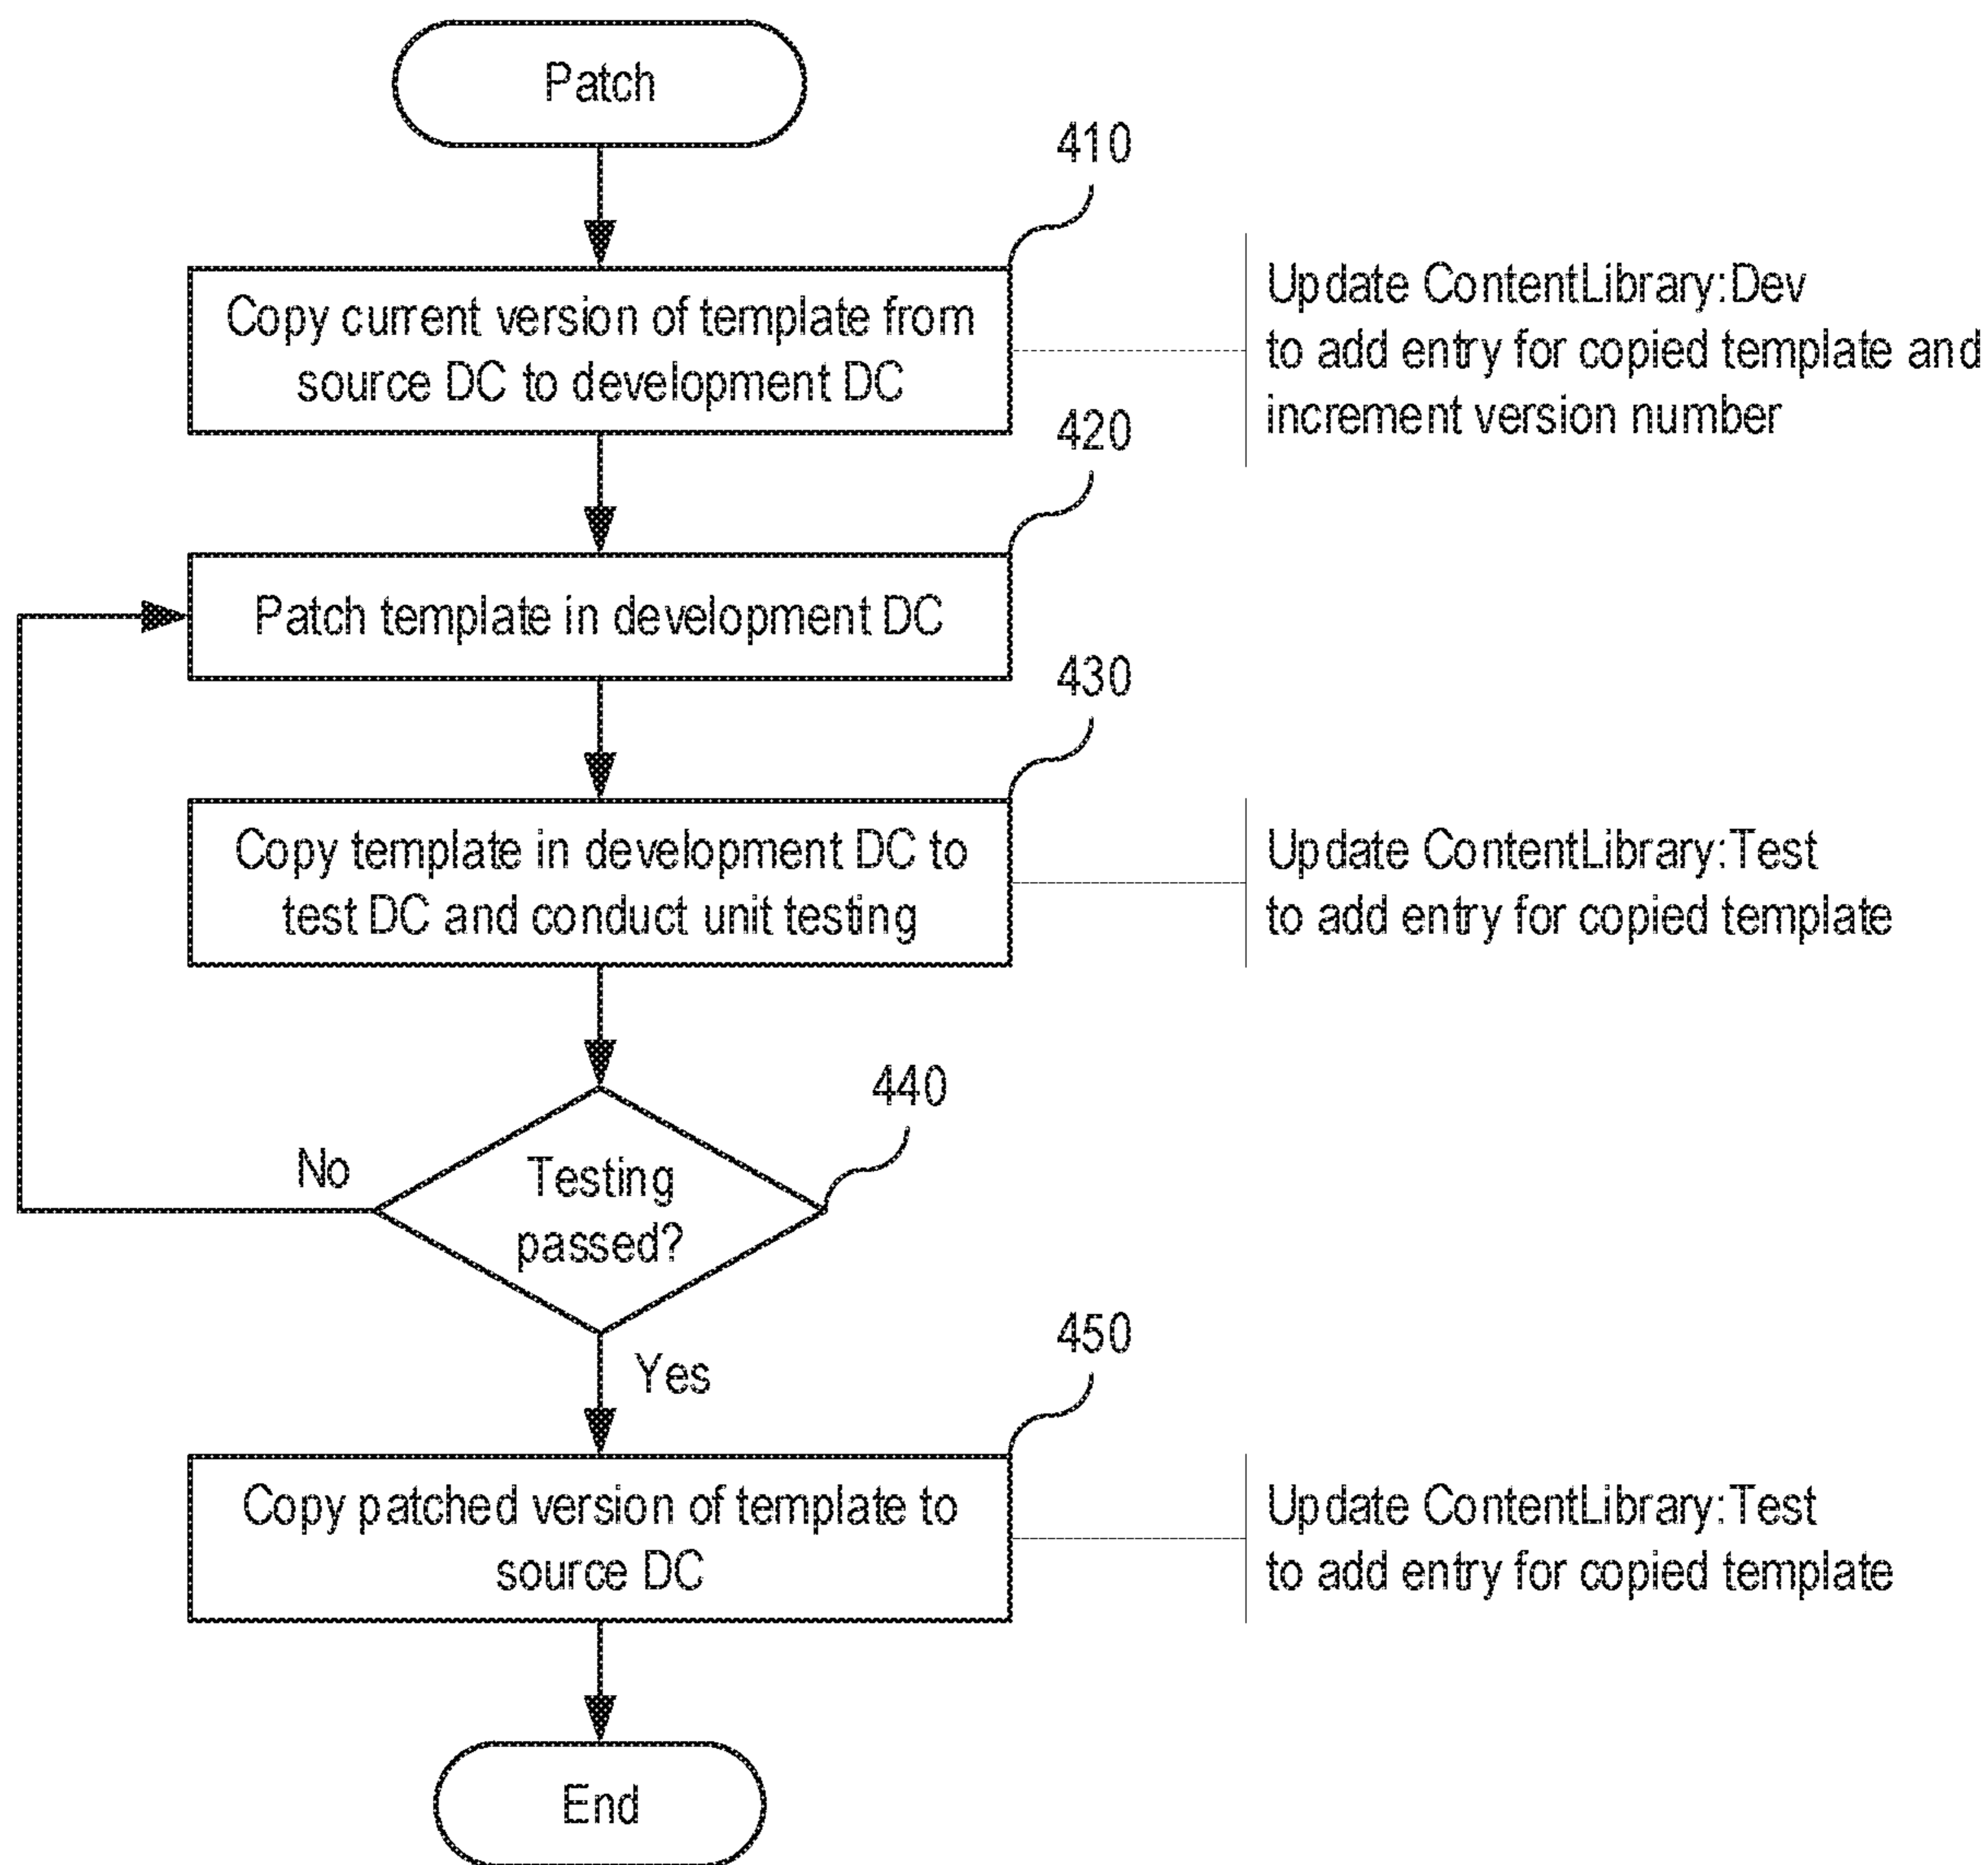 Patch
410
Copy current version of template from
source DC to development DC
Update ContentLibrary:Dev
to add entry for copied template and
increment version number
420
Patch template in development DC
430
Copy template in development DC to
test DC and conduct unit testing
Update ContentLibrary:Test
to add entry for copied template
440
Testing
passed?
No
Yes
450
Copy patched version of template to
source DC
Update ContentLibrary:Test
to add entry for copied template
End